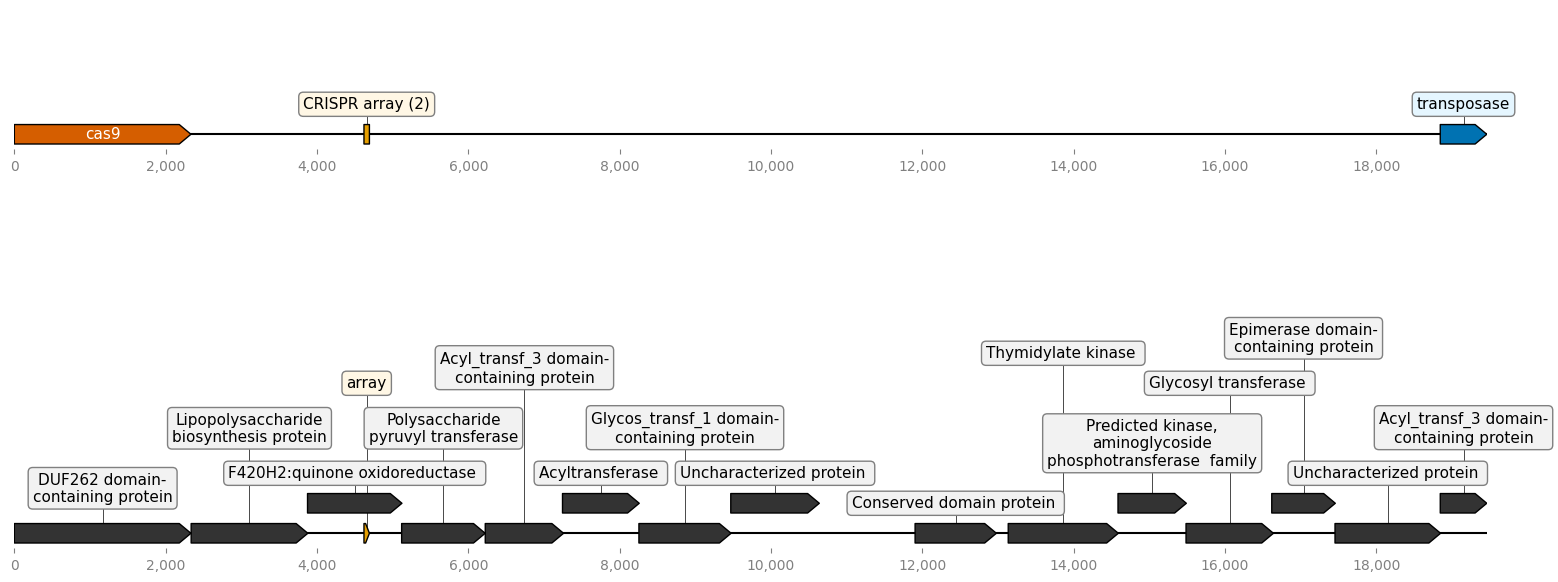 CRISPR array (2)
transposase
cas9
0
2,000
4,000
6,000
8,000
10,000
12,000
14,000
16,000
18,000
Epimerase domain-
containing protein
Thymidylate kinase
Acyl_transf_3 domain-
containing protein
array
Glycosyl transferase
Lipopolysaccharide
biosynthesis protein
Polysaccharide
pyruvyl transferase
Glycos_transf_1 domain-
containing protein
Predicted kinase,
aminoglycoside
phosphotransferase  family
Acyl_transf_3 domain-
containing protein
DUF262 domain-
containing protein
F420H2:quinone oxidoreductase
Acyltransferase
Uncharacterized protein
Uncharacterized protein
Conserved domain protein
0
2,000
4,000
6,000
8,000
10,000
12,000
14,000
16,000
18,000